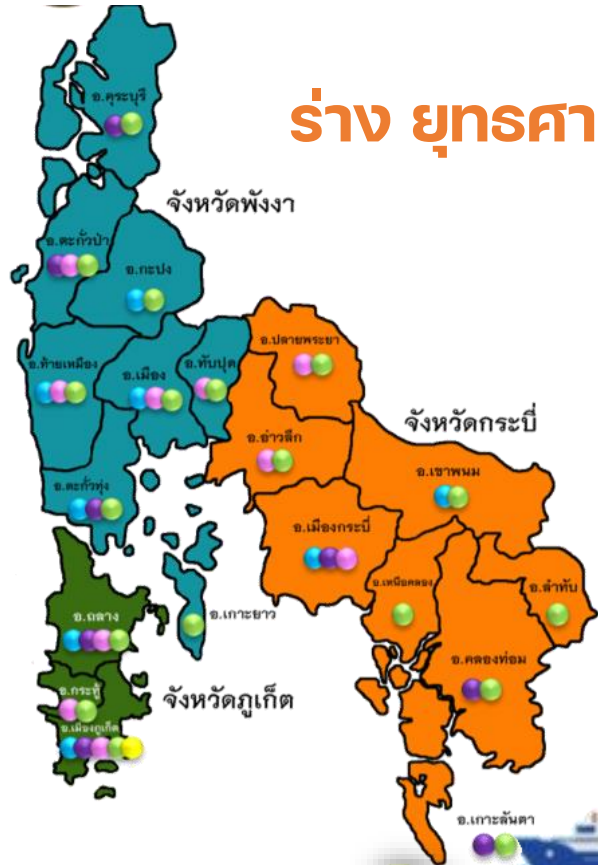 ร่าง ยุทธศา
อ.คุระบุรี
จังหวัดพังงา
อ.ตะกั่วป่า
อ.กะปง
อ.ท้ายเหมือง
อ.เมือง
อ.ทับปุด
อ.ปลายพระยา
จังหวัดกระบี่
อ.อ่าวลึก
อ.เขาพนม
อ.ตะกั่วทุ่ง
อ.เมืองกระบี่
อ.เหนือคลอง
อ.ลำทับ
อ.เกาะยาว
อ.ถลาง
อ.คลองท่อม
อ.กระทู้
จังหวัดภูเก็ต
อ.เมืองภูเก็ต
อ.เกาะลันตา